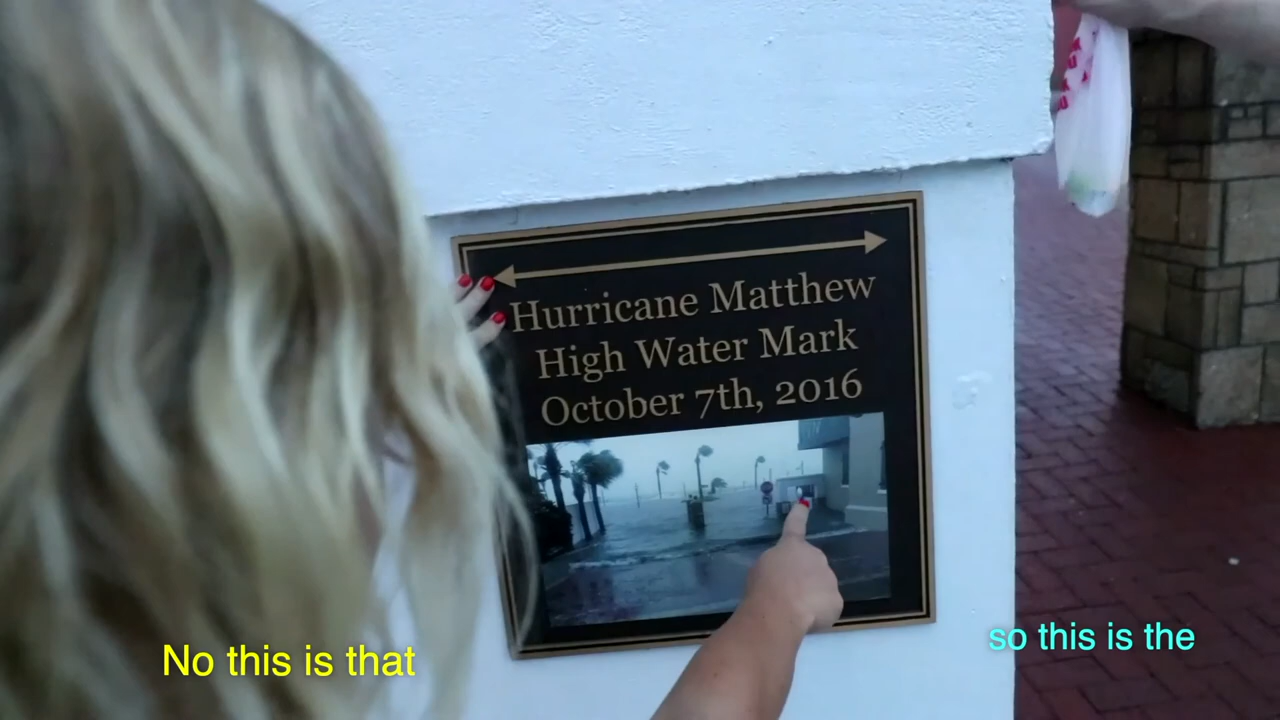 Hurricane Matthew
High Water Mark
October 7th, 2016
No this is that
so this is the